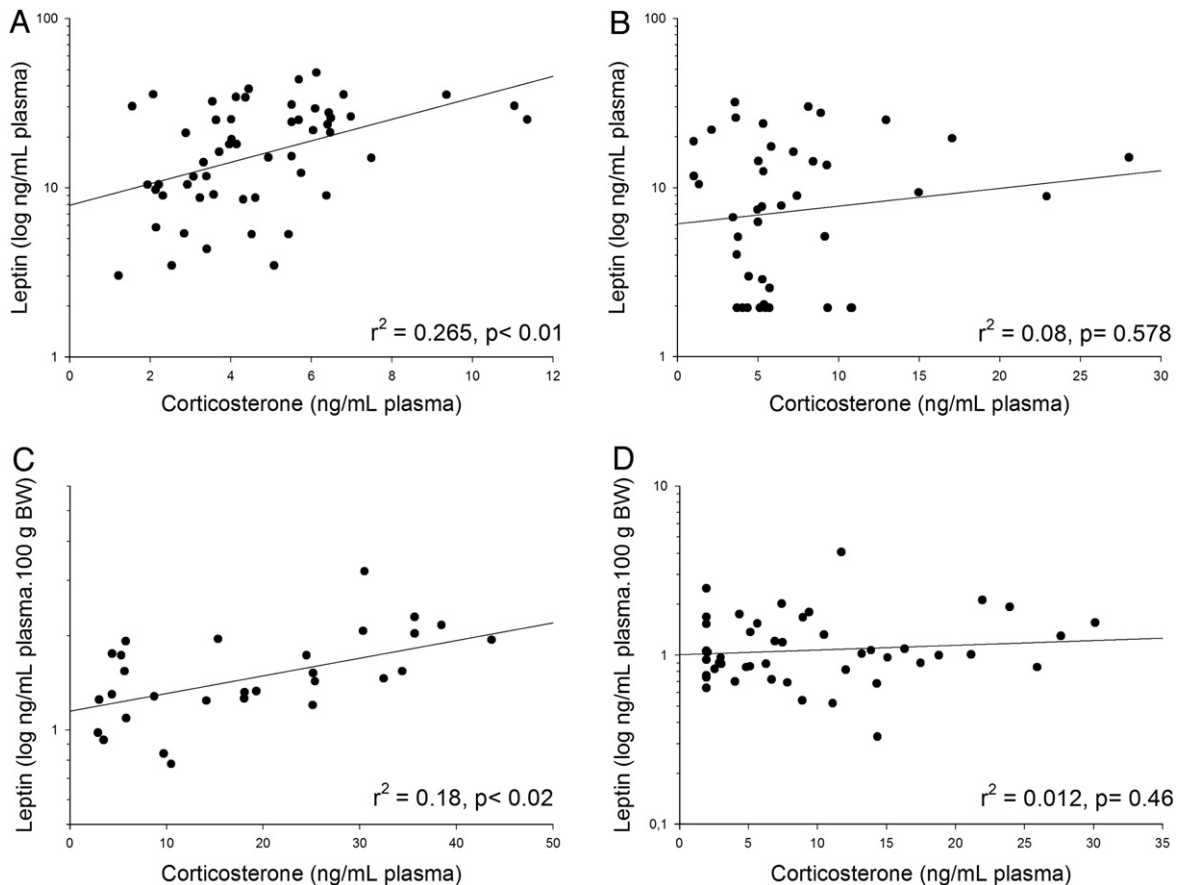 A
Leptin (log ng/mL plasma)
100
10
1
r² = 0.265, p< 0.01
0 2 4 6 8 10 12
Corticosterone (ng/mL plasma)
B
Leptin (log ng/mL plasma)
100
10
1
r² = 0.08, p= 0.578
0 5 10 15 20 25 30
Corticosterone (ng/mL plasma)
C
Leptin (log ng/mL plasma.100 g BW)
1
r² = 0.18, p< 0.02
0 10 20 30 40 50
Corticosterone (ng/mL plasma)
D
Leptin (log ng/mL plasma.100 g BW)
10
1
0,1
r² = 0.012, p= 0.46
0 5 10 15 20 25 30 35
Corticosterone (ng/mL plasma)